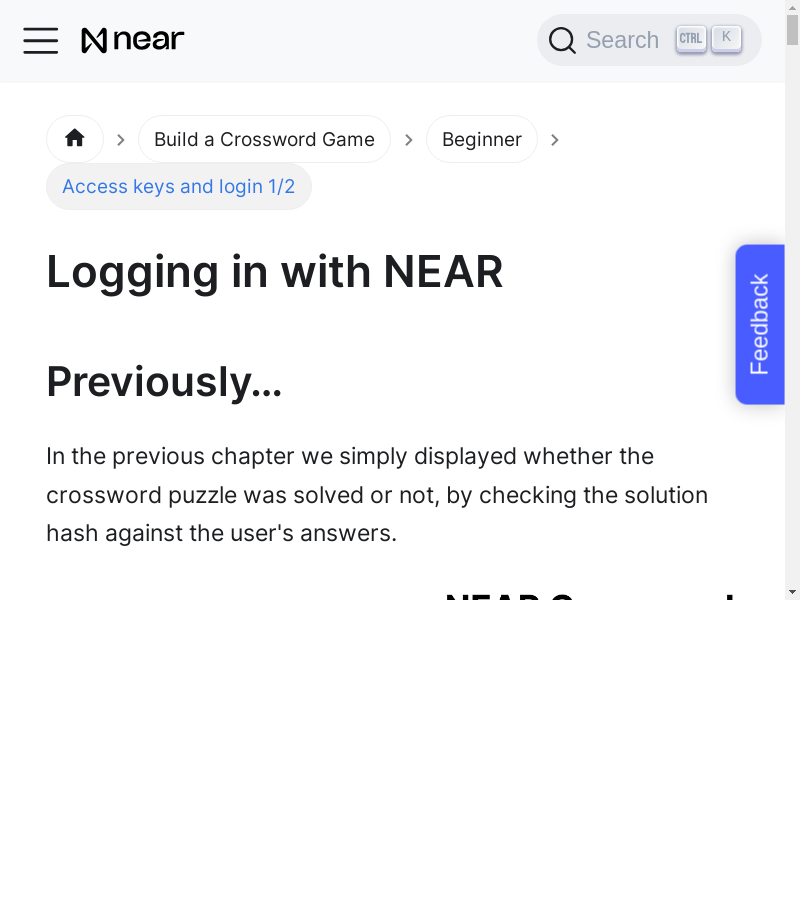 near
Search CTRL K
Build a Crossword Game
Beginner
Access keys and login 1/2
Logging in with NEAR
Feedback
Previously...
In the previous chapter we simply displayed whether the
crossword puzzle was solved or not, by checking the solution
hash against the user's answers.